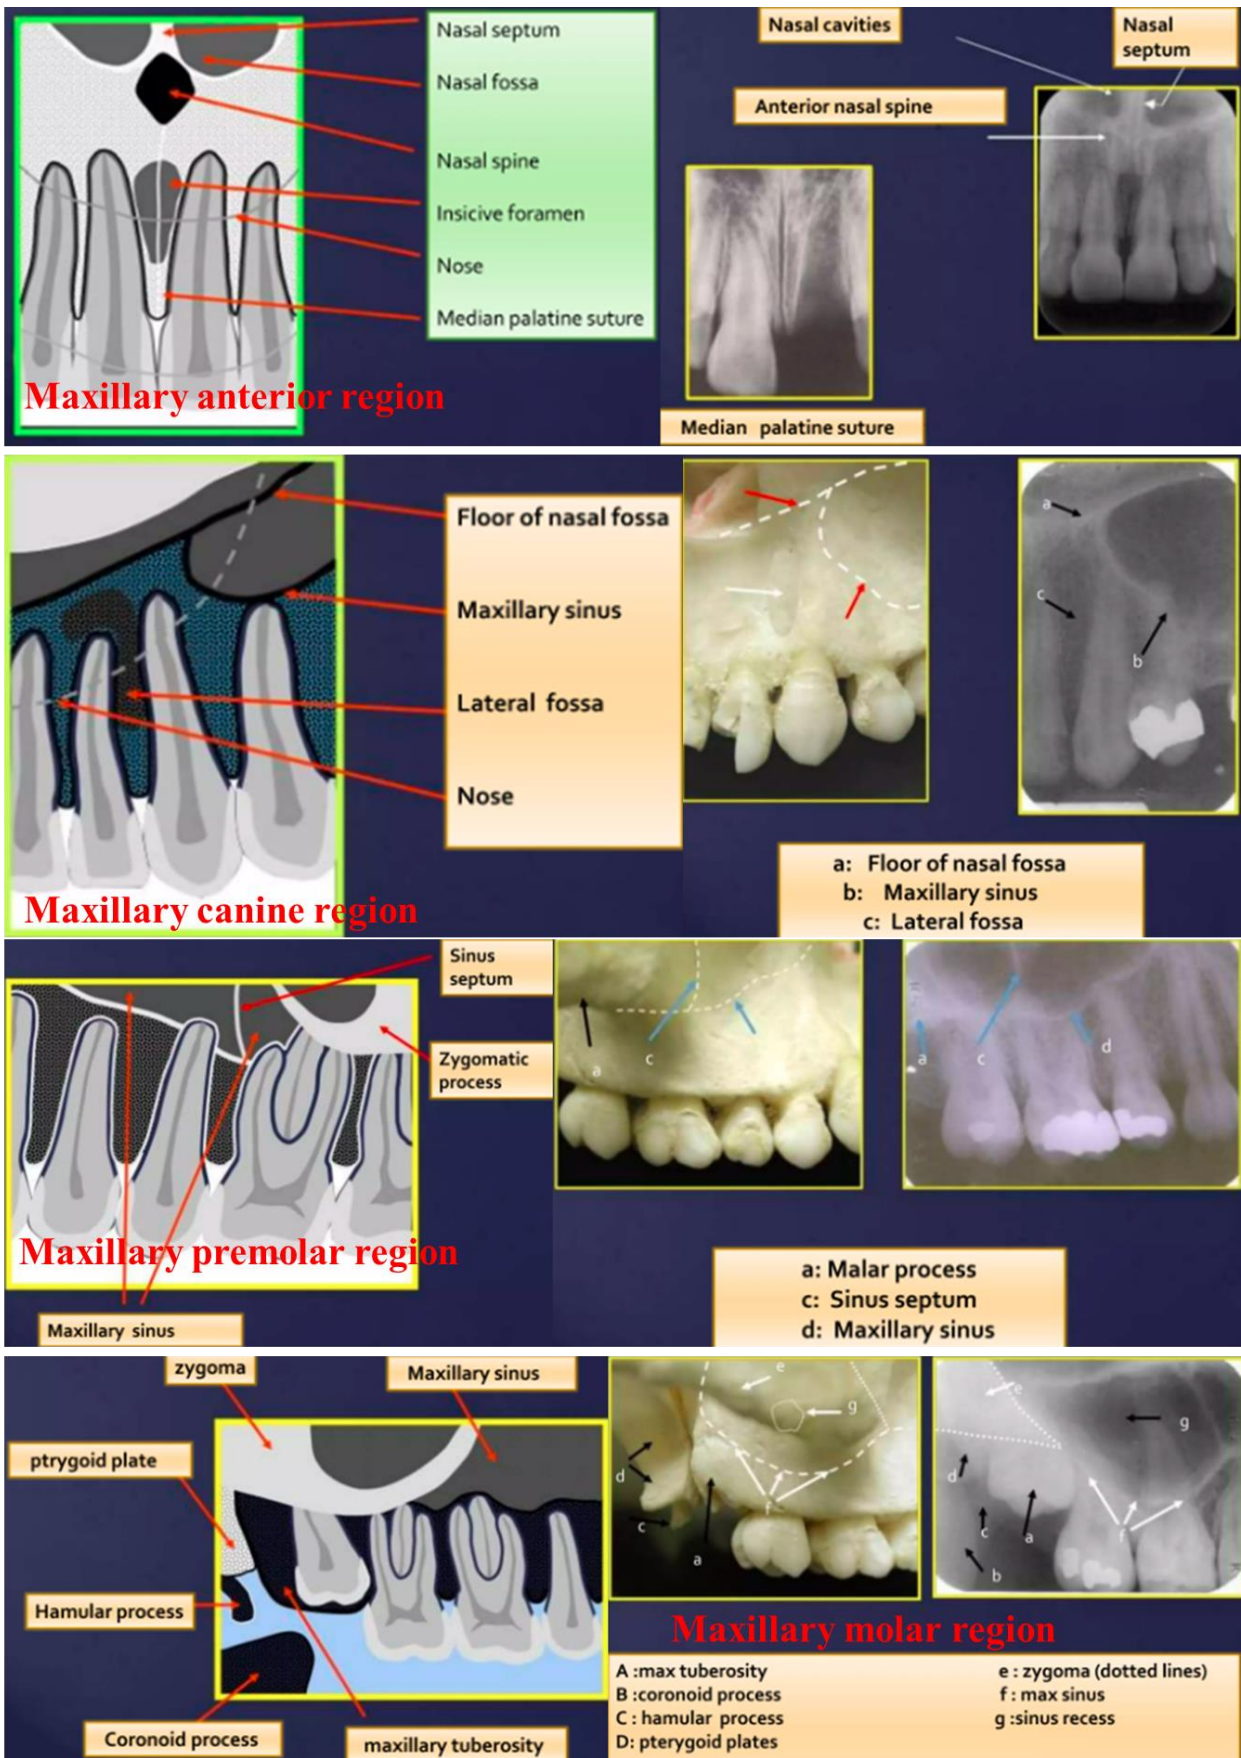 Nasal septum
Nasal fossa
Nasal spine
Insicive foramen
Nose
Median palatine suture
Maxillary anterior region
Nasal cavities
Nasal
septum
Anterior nasal spine
Median palatine suture
Floor of nasal fossa
Maxillary sinus
Lateral fossa
Nose
Maxillary canine region
a
c
b
a: Floor of nasal fossa
b: Maxillary sinus
c: Lateral fossa
Sinus
septum
Zygomatic
process
Maxillary premolar region
Maxillary sinus
c
a
a
c
d
a: Malar process
c: Sinus septum
d: Maxillary sinus
zygoma
Maxillary sinus
ptrygoid plate
Hamular process
Coronoid process
maxillary tuberosity
e
g
d
f
c
a
e
g
d
c
a
f
b
Maxillary molar region
A :max tuberosity
B :coronoid process
C : hamular process
D: pterygoid plates
e : zygoma (dotted lines)
f : max sinus
g :sinus recess